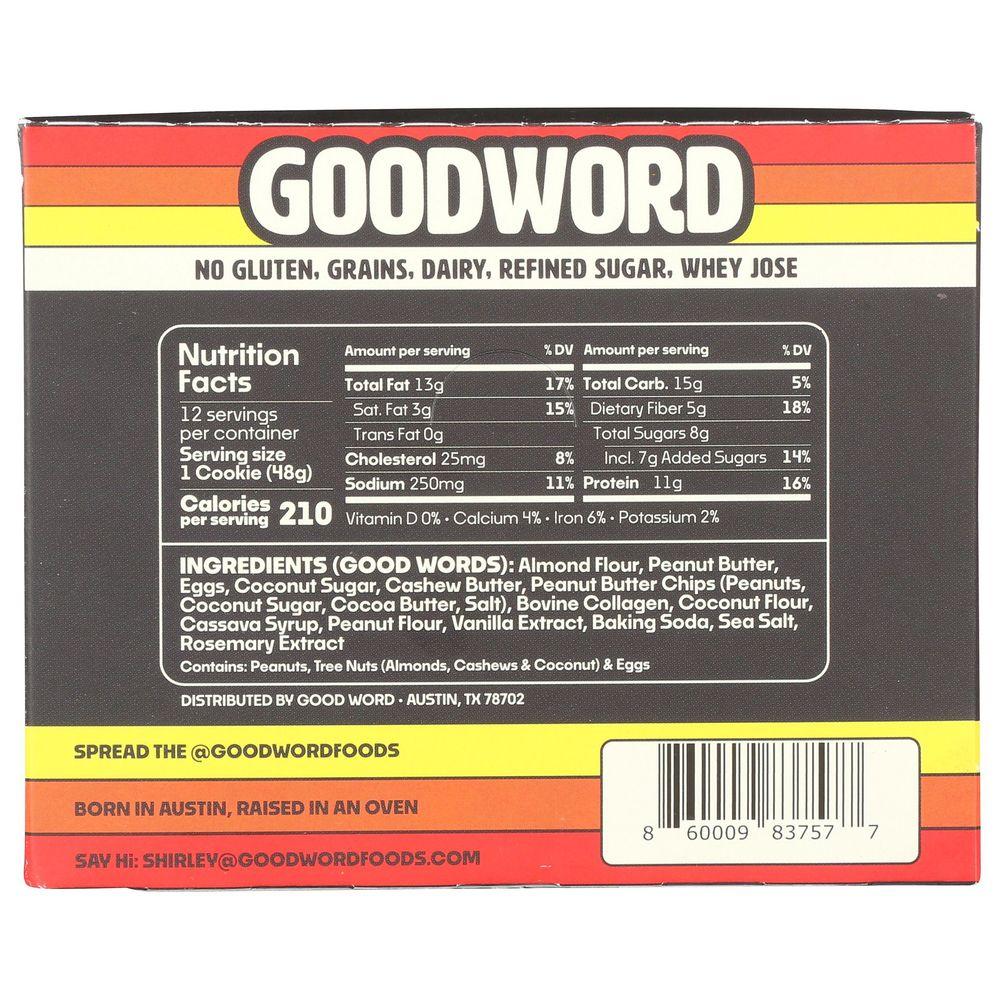 GOODWORD
NO GLUTEN, GRAINS, DAIRY, REFINED SUGAR, WHEY JOSE
Nutrition
Facts
12 servings
per container
Serving size
1 Cookie (48g)
Calories
per serving 210
Amount per serving % DV
Total Fat 13g 17%
Sat. Fat 3g 15%
Trans Fat 0g
Cholesterol 25mg 8%
Sodium 250mg 11%
Amount per serving % DV
Total Carb. 15g 5%
Dietary Fiber 5g 18%
Total Sugars 8g
Incl. 7g Added Sugars 14%
Protein 11g 16%
Vitamin D 0% • Calcium 4% • Iron 6% • Potassium 2%
INGREDIENTS (GOOD WORDS): Almond Flour, Peanut Butter,
Eggs, Coconut Sugar, Cashew Butter, Peanut Butter Chips (Peanuts,
Coconut Sugar, Cocoa Butter, Salt), Bovine Collagen, Coconut Flour,
Cassava Syrup, Peanut Flour, Vanilla Extract, Baking Soda, Sea Salt,
Rosemary Extract
Contains: Peanuts, Tree Nuts (Almonds, Cashews & Coconut) & Eggs
DISTRIBUTED BY GOOD WORD • AUSTIN, TX 78702
SPREAD THE @GOODWORDFOODS
BORN IN AUSTIN, RAISED IN AN OVEN
SAY Hi: SHIRLEY@GOODWORDFOODS.COM
8 60009 83757 7